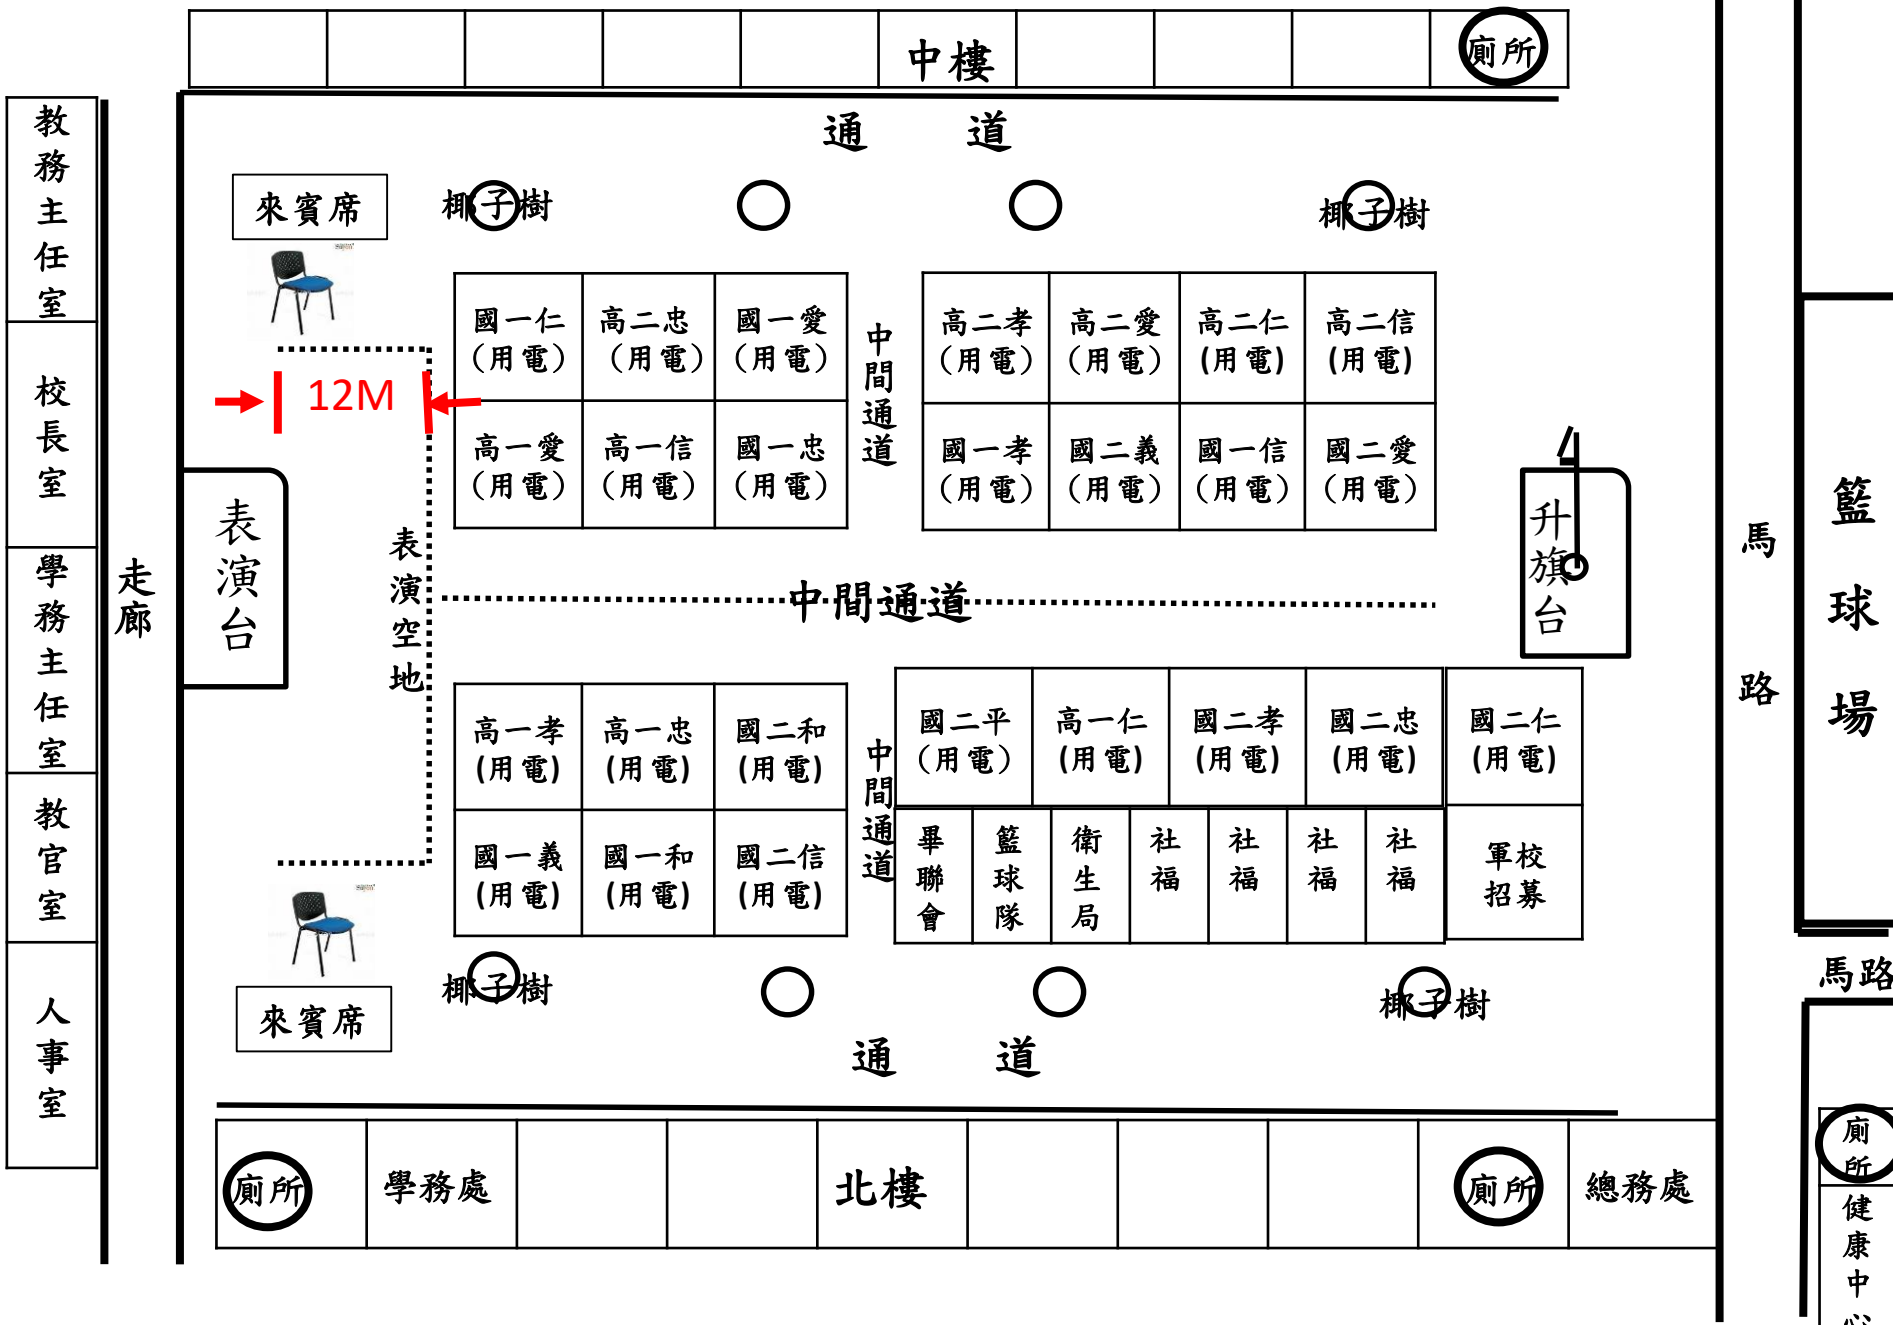 中樓
廁所
通 道
教務主任室
校長室
學務主任室
教官室
人事室
走廊
來賓席
椰子樹
椰子樹
12M
表演台
表演空地
國一仁
(用電)
高二忠
(用電)
國一愛
(用電)
高一愛
(用電)
高一信
(用電)
國一忠
(用電)
中間通道
高二孝
(用電)
高二愛
(用電)
高二仁
(用電)
高二信
(用電)
國一孝
(用電)
國二義
(用電)
國一信
(用電)
國二愛
(用電)
升旗台
中間通道
高一孝
(用電)
高一忠
(用電)
國二和
(用電)
國一義
(用電)
國一和
(用電)
國二信
(用電)
中間通道
國二平
(用電)
高一仁
(用電)
國二孝
(用電)
國二忠
(用電)
國二仁
(用電)
畢聯會
籃球隊
衛生局
社福
社福
社福
社福
軍校
招募
來賓席
椰子樹
椰子樹
通 道
廁所
學務處
北樓
廁所
總務處
馬路
籃球場
馬路
廁所
健康中心